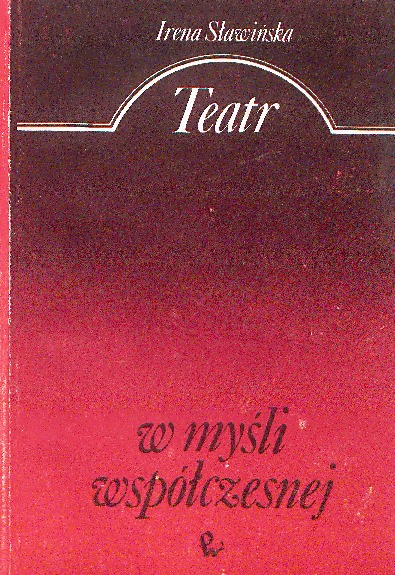 Irena Sławińska
Teatr
w myśli
współczesnej